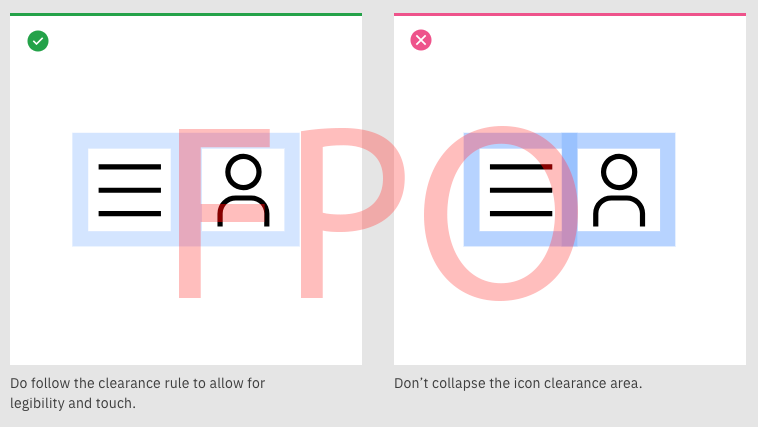 FPO
Do follow the clearance rule to allow for
legibility and touch.
Don’t collapse the icon clearance area.